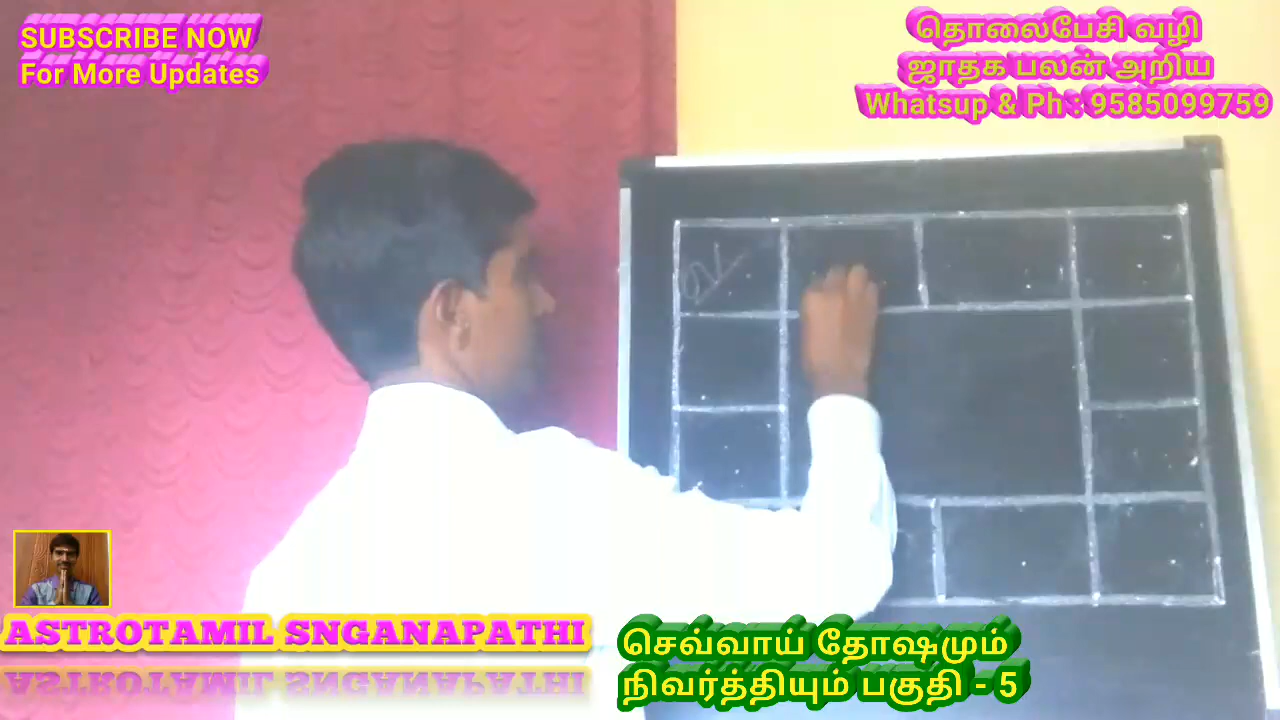 SUBSCRIBE NOW
For More Updates
தொலைபேசி வழி
ஜாதக பலன் அறிய
Whatsup & Ph : 9585099759
ASTROTAMIL SNGANAPATHI
செவ்வாய் தோஷமும்
நிவர்த்தியும் பகுதி - 5